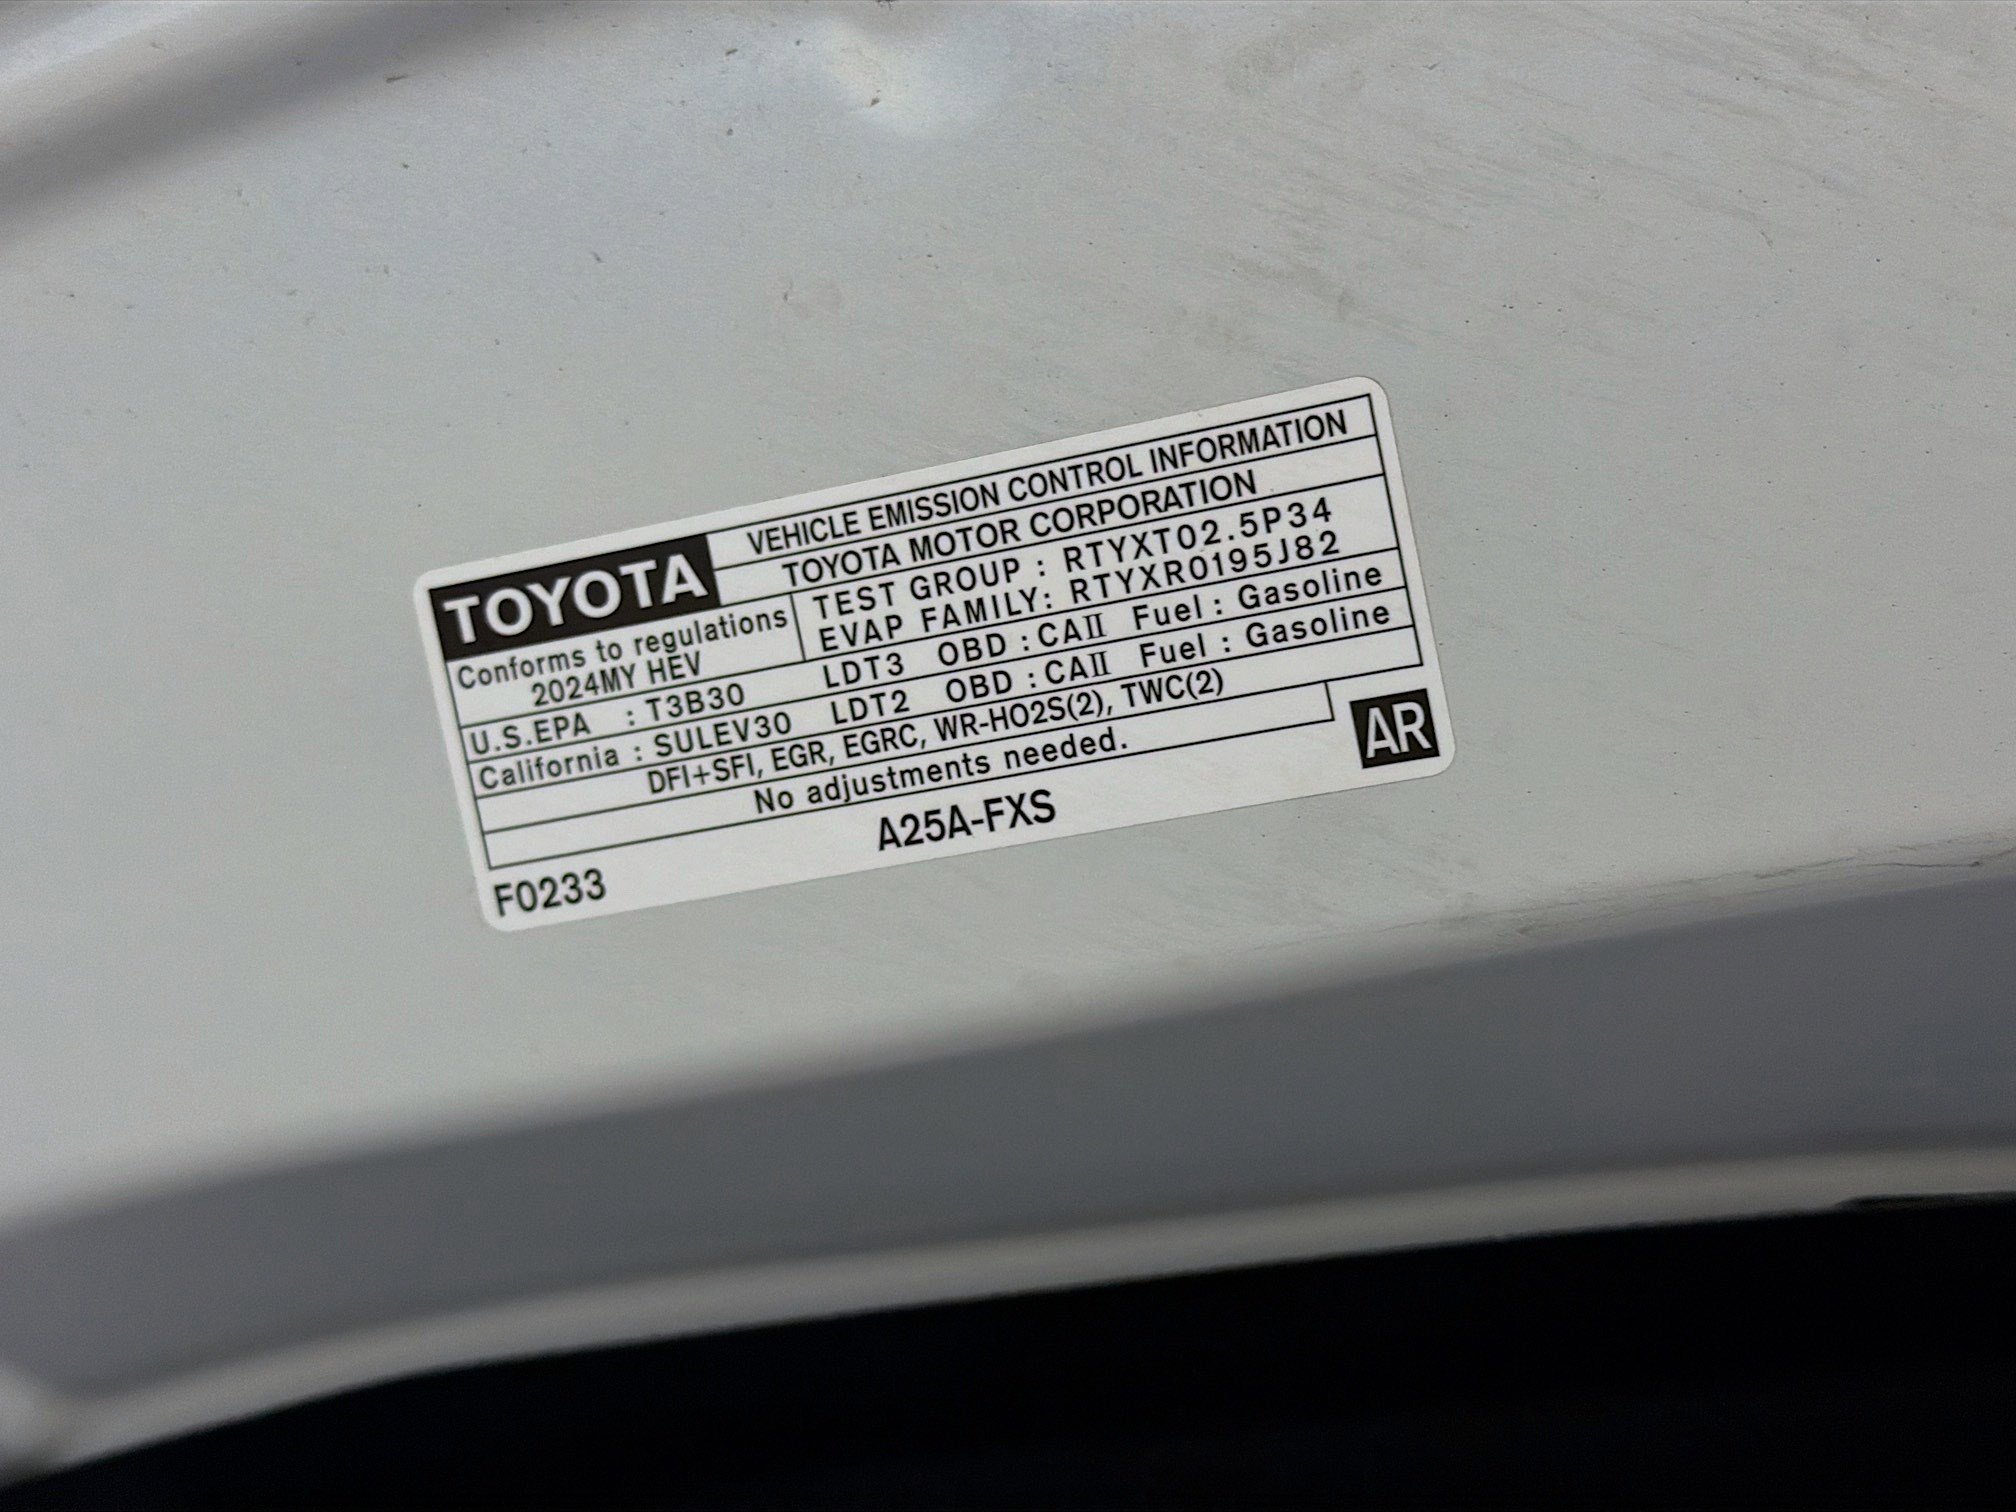 TOYOTA
VEHICLE EMISSION CONTROL INFORMATION
TOYOTA MOTOR CORPORATION
Conforms to regulations
2024MY HEV
TEST GROUP : RTYXT02.5P34
EVAP FAMILY: RTYXR0195J82
U.S.EPA : T3B30 LDT3 OBD : CAII Fuel : Gasoline
California : SULEV30 LDT2 OBD : CAII Fuel : Gasoline
DFI+SFI, EGR, EGRC, WR-HO2S(2), TWC(2)
No adjustments needed.
AR
A25A-FXS
F0233